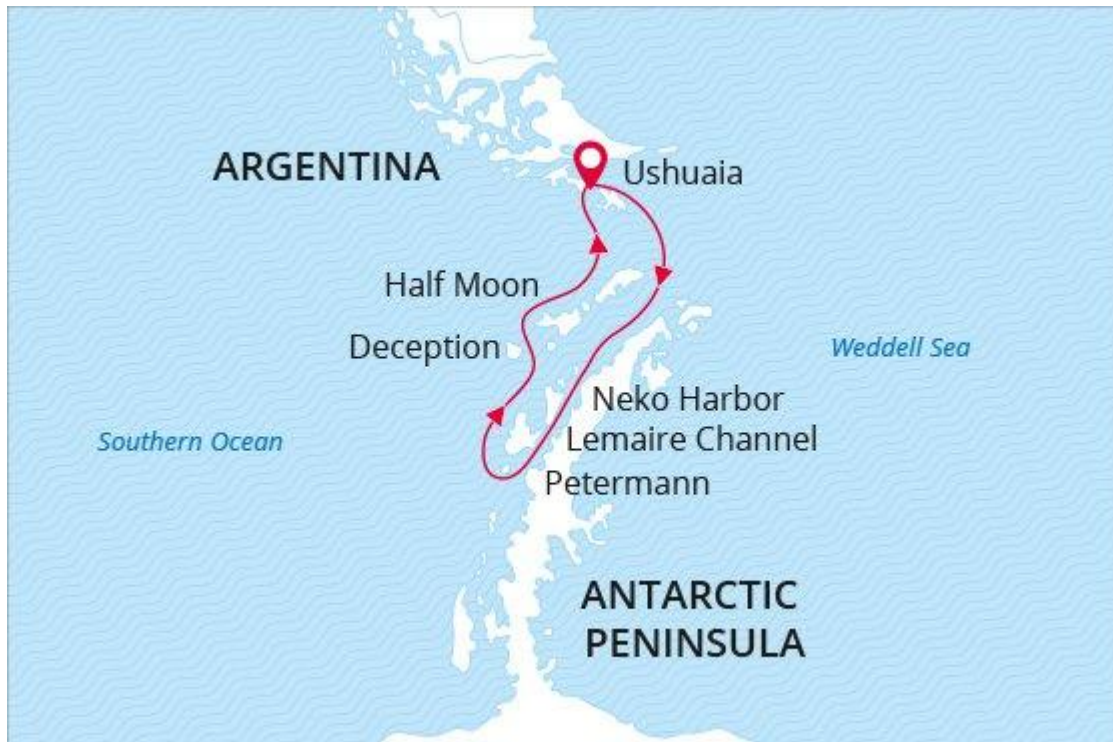 ARGENTINA
Ushuaia
Half Moon
Deception
Weddell Sea
Neko Harbor
Southern Ocean
Lemaire Channel
Petermann
ANTARCTIC
PENINSULA